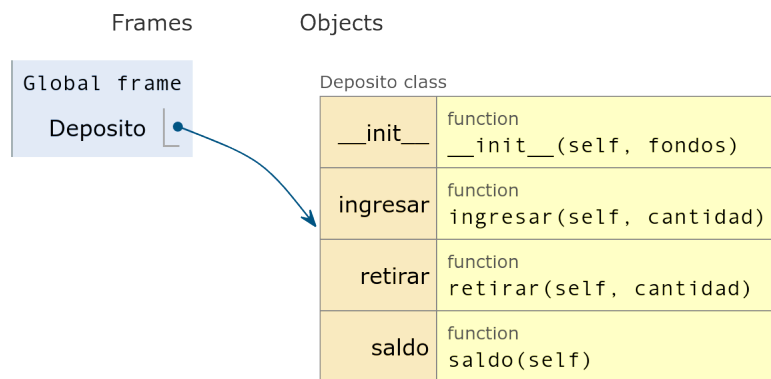 Frames Objects
Global frame
Deposito
Deposito class
__init__
function
__init__(self, fondos)
ingresar
function
ingresar(self, cantidad)
retirar
function
retirar(self, cantidad)
saldo
function
saldo(self)